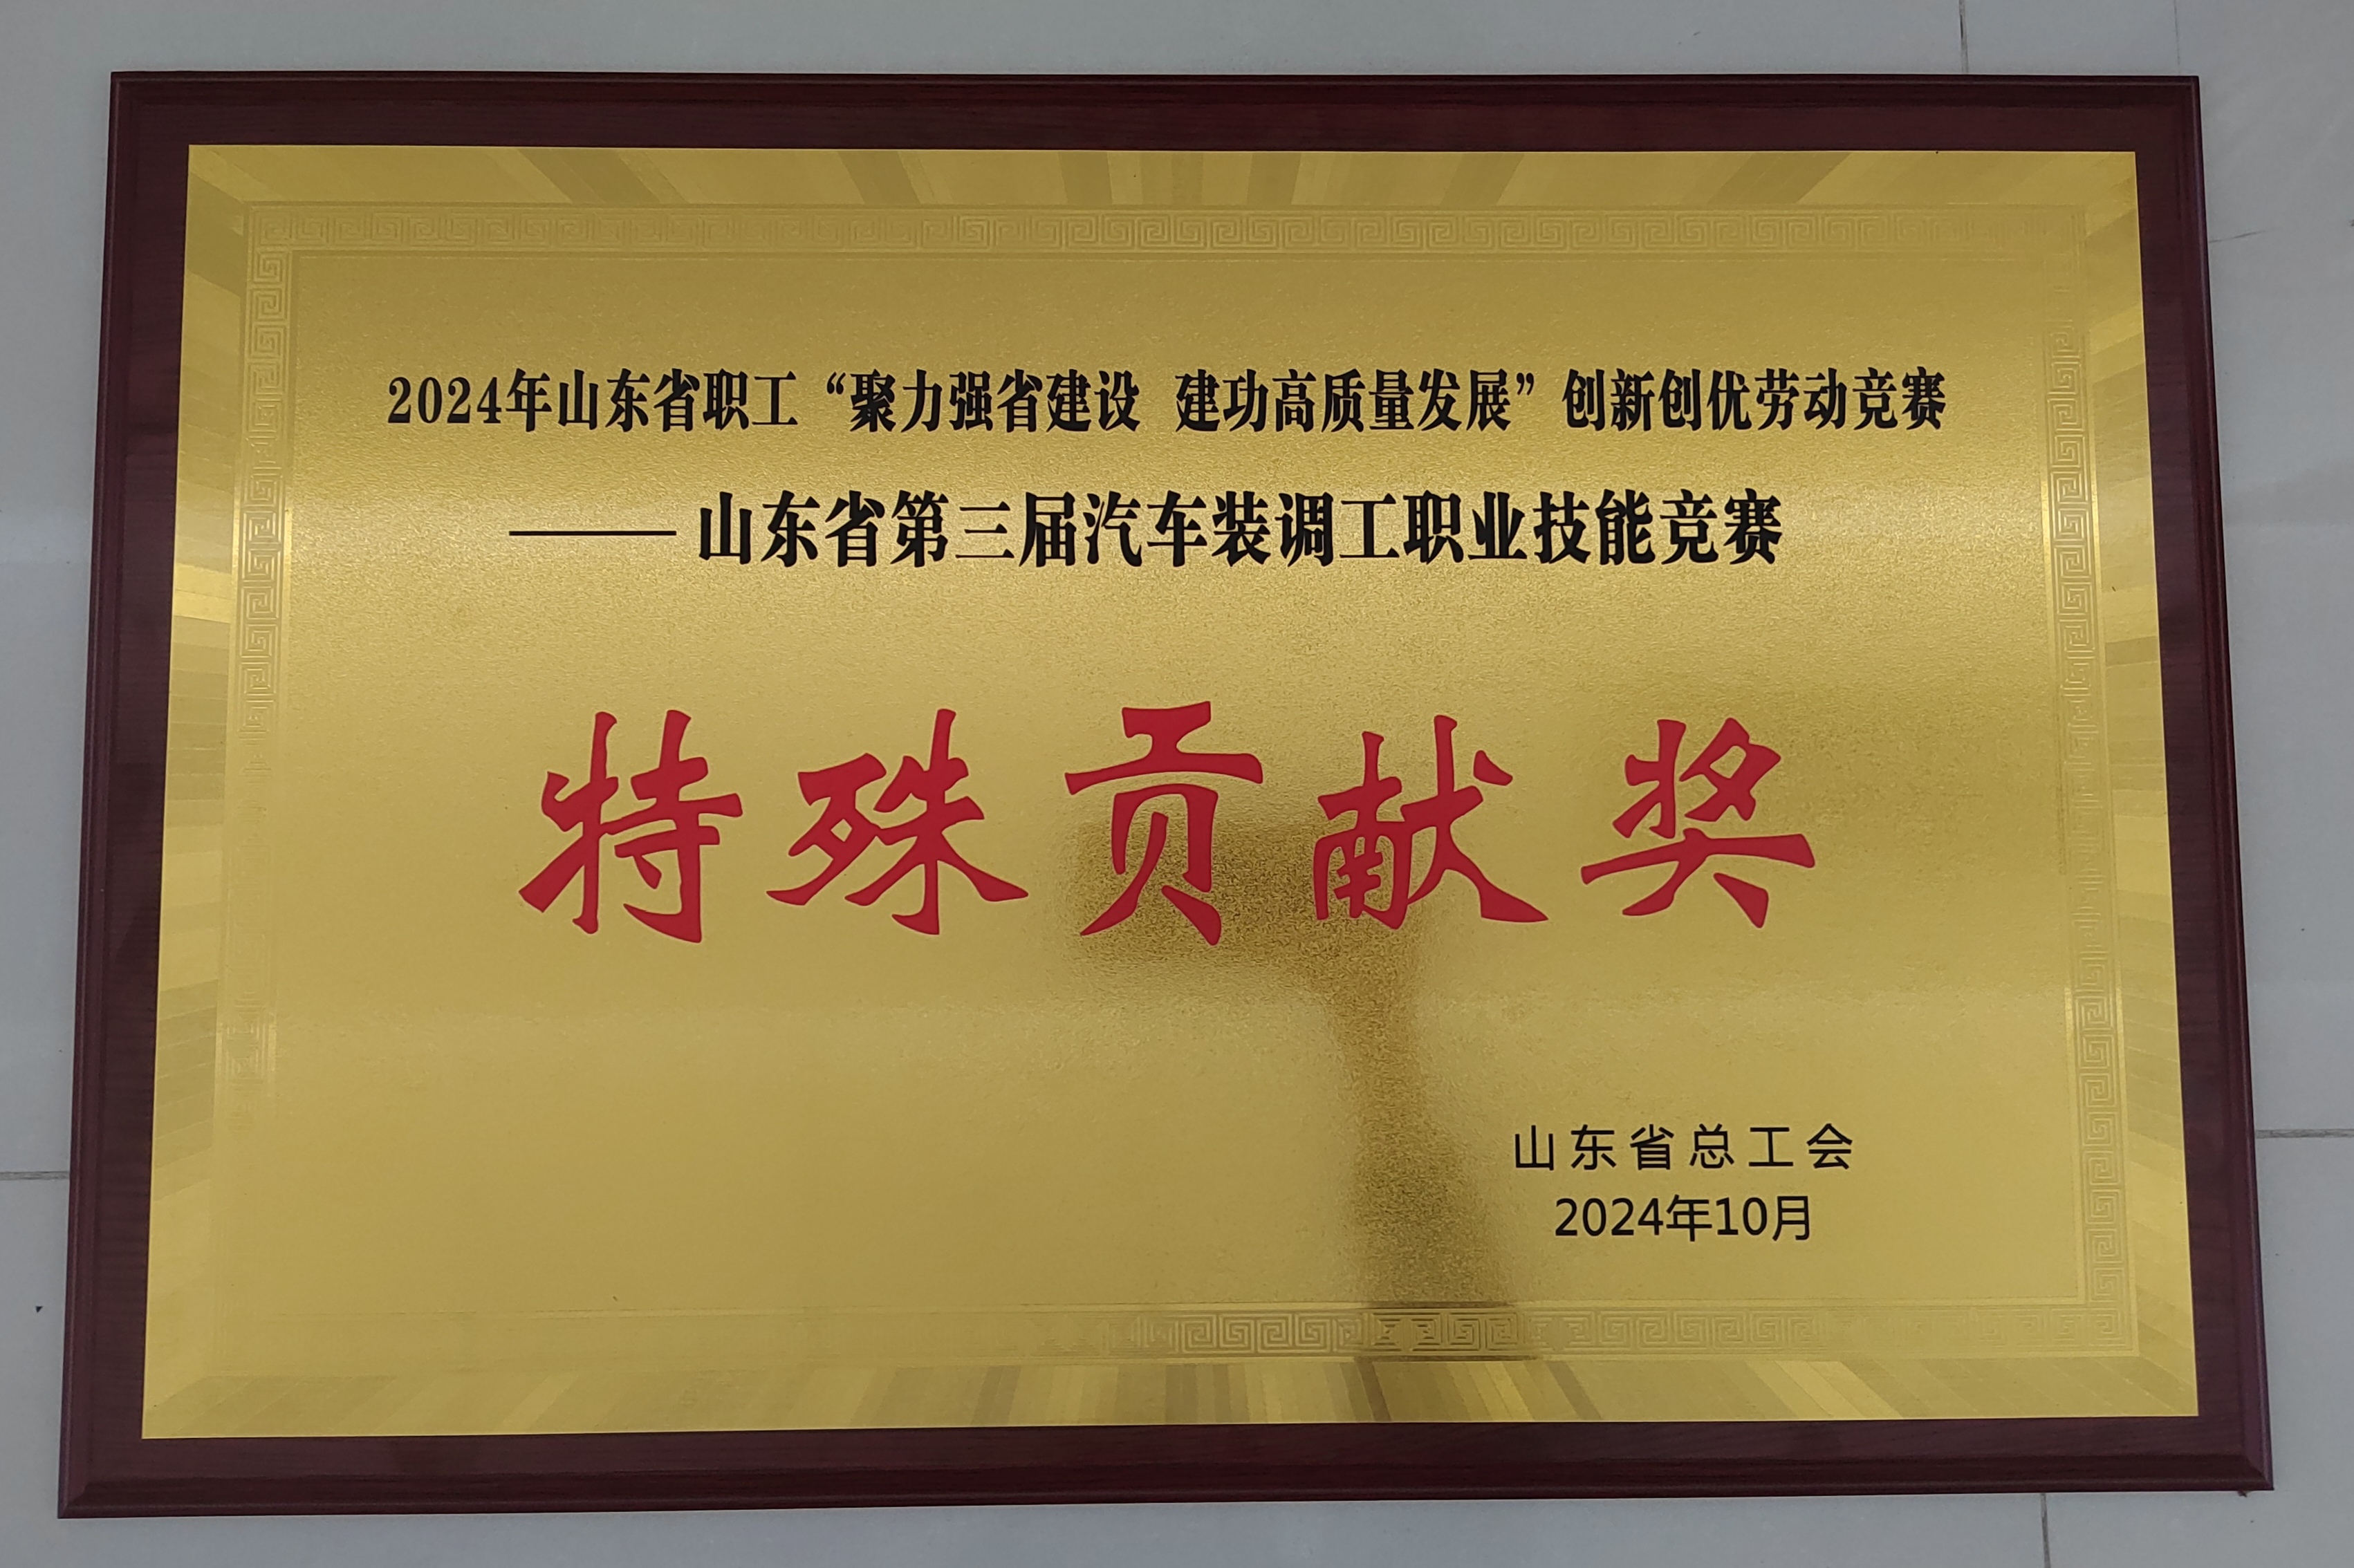 2024年山东省职工“聚力强省建设 建功高质量发展”创新创优劳动竞赛
——山东省第三届汽车装调工职业技能竞赛
特殊贡献奖
山东省总工会
2024年10月